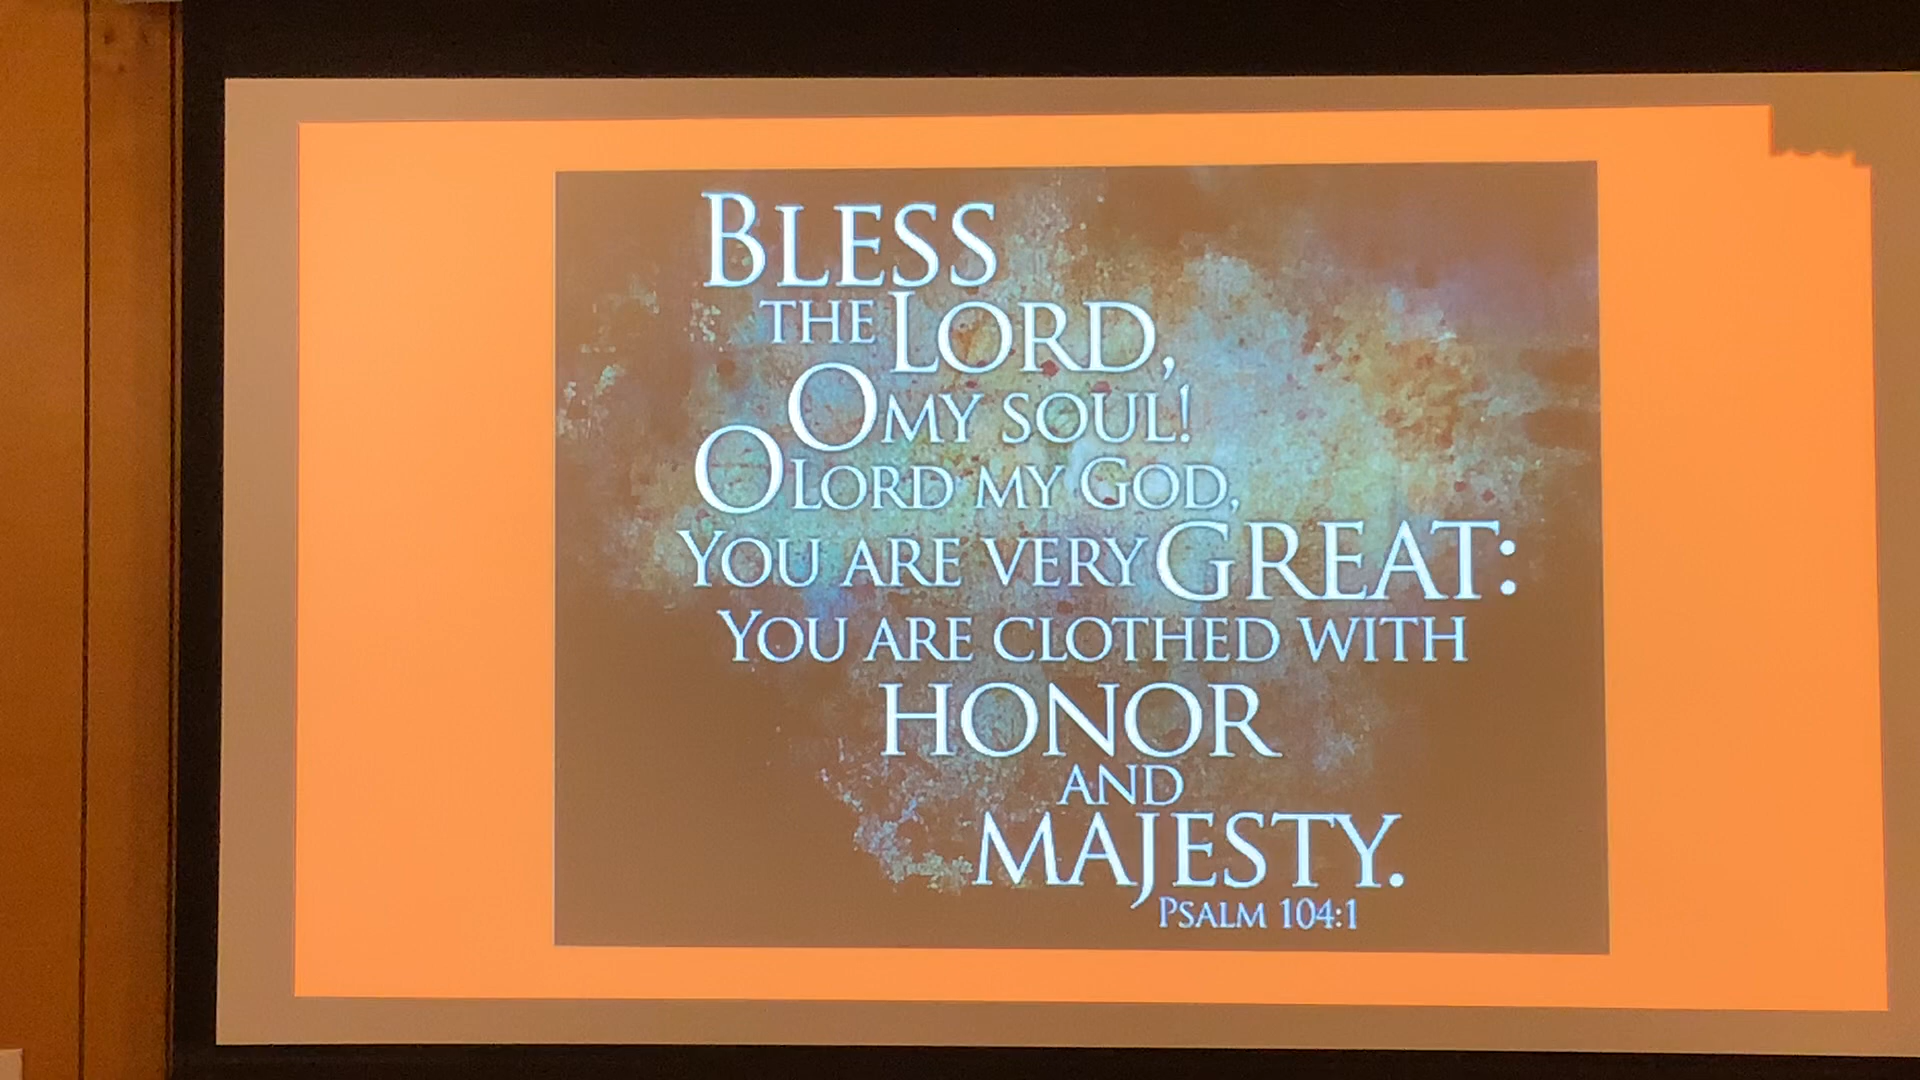 BLESS
THE LORD,
O MY SOUL!
O LORD MY GOD,
YOU ARE VERY GREAT:
YOU ARE CLOTHED WITH
HONOR
AND
MAJESTY.
PSALM 104:1